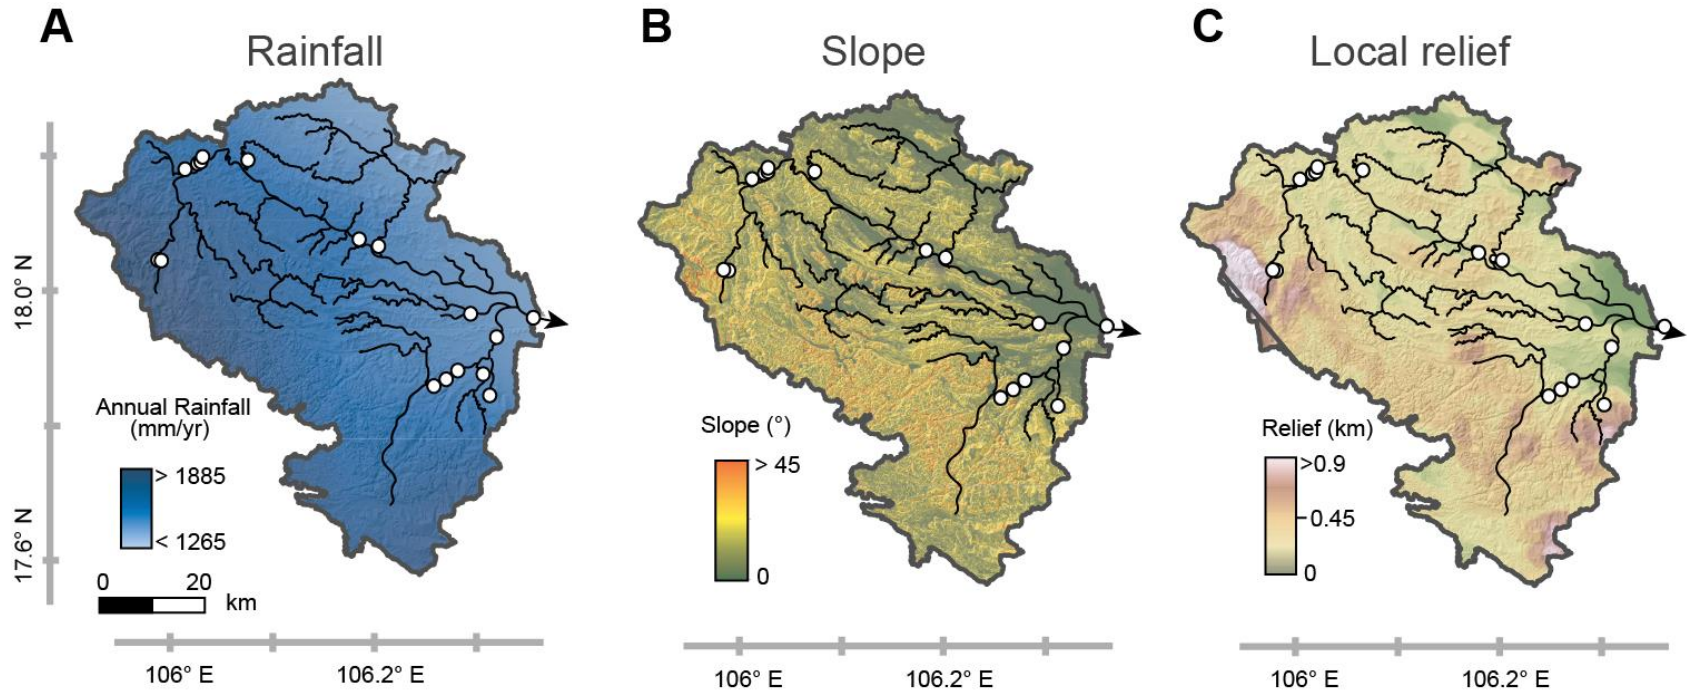 A
Rainfall
18.0° N
17.6° N
Annual Rainfall
(mm/yr)
> 1885
< 1265
0
20
km
106° E
106.2° E
B
Slope
Slope (°)
> 45
0
106° E
106.2° E
C
Local relief
Relief (km)
>0.9
0.45
0
106° E
106.2° E